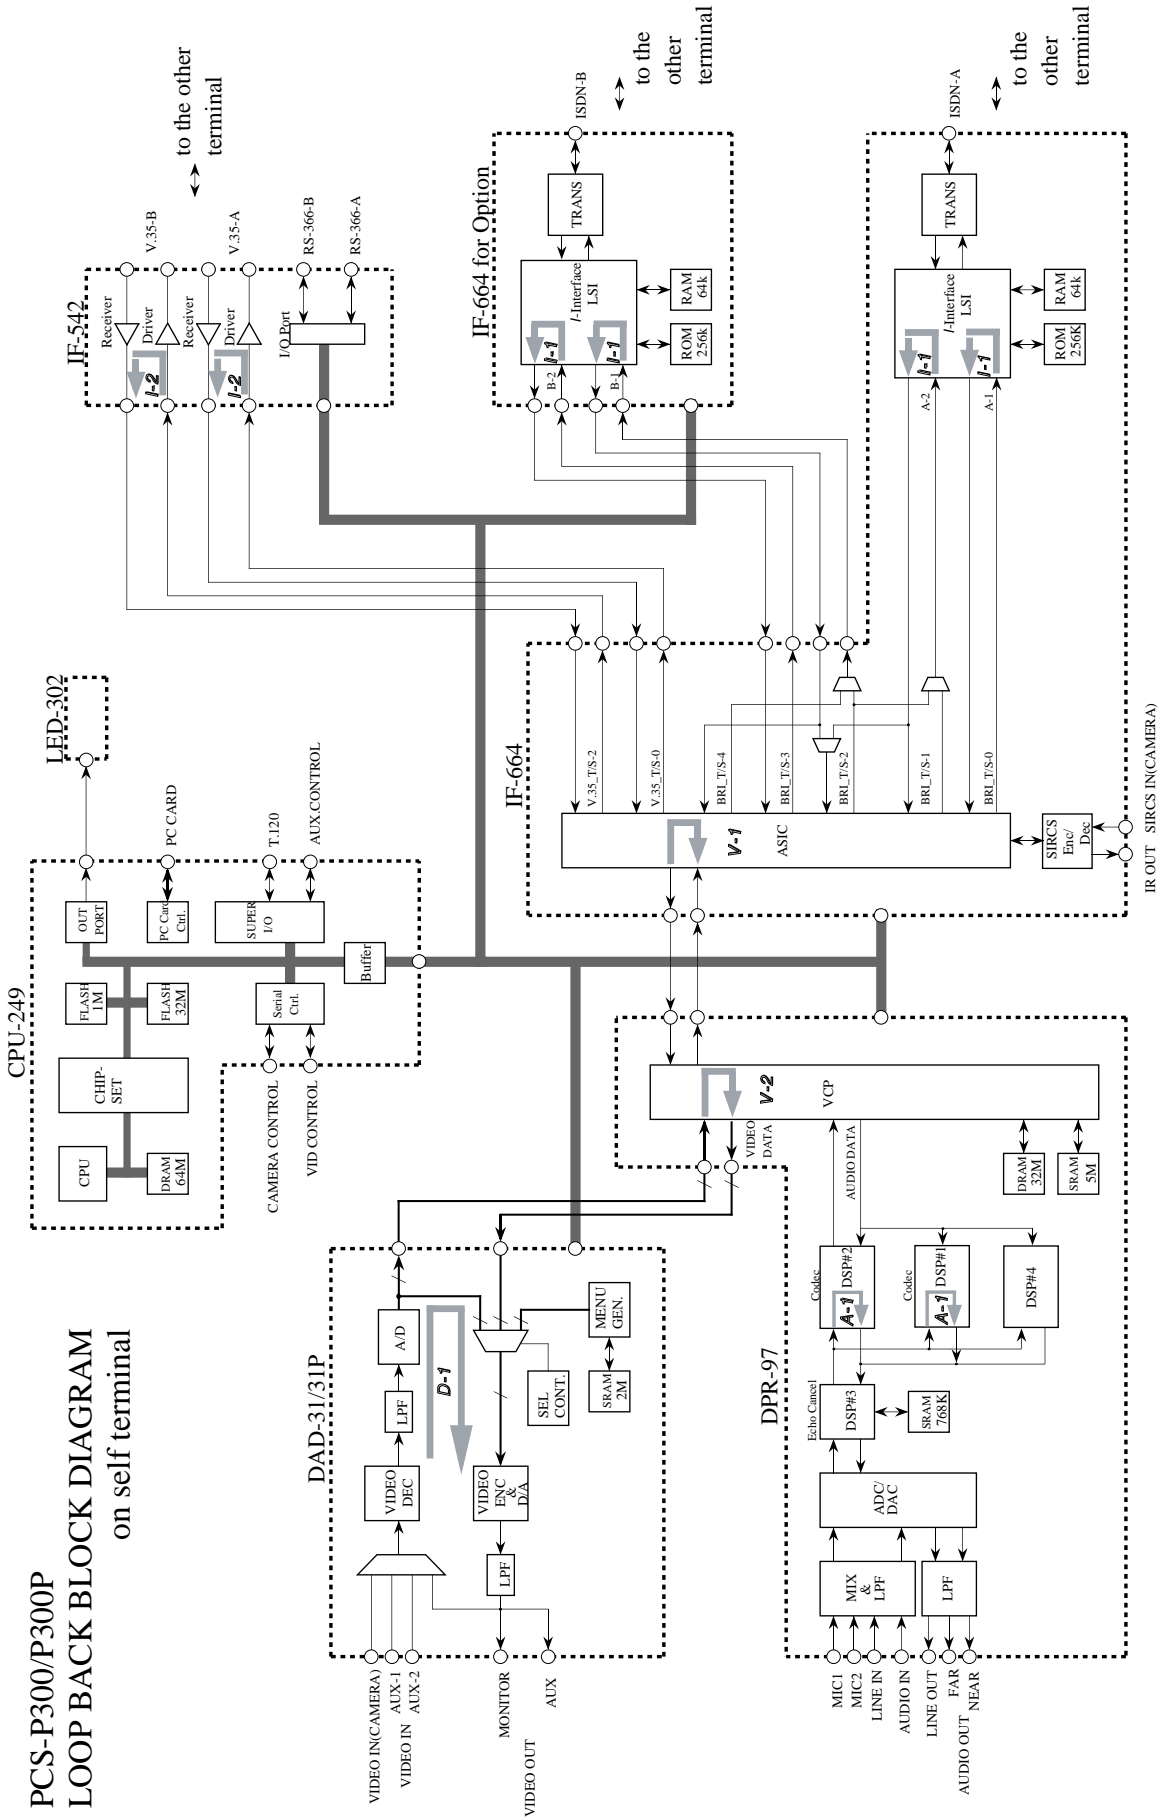 PCS-P300/P300P
LOOP BACK BLOCK DIAGRAM
on self terminal
CPU-249
CPU
DRAM
64M
CHIP-
SET
FLASH
1M
FLASH
32M
OUT
PORT
PC Card
Ctrl.
SUPER
I/O
Serial
Ctrl.
Buffer
CAMERA CONTROL
VID CONTROL
PC CARD
T.120
AUX.CONTROL
LED-302
IF-542
Receiver
Driver
Receiver
Driver
I/O Port
I-2
I-2
V.35-B
V.35-A
RS-366-B
RS-366-A
to the other
terminal
IF-664 for Option
I-Interface
LSI
I-1
I-1
B-2
B-1
TRANS
ROM
256k
RAM
64k
ISDN-B
to the
other
terminal
IF-664
V.35_T/S-2
V.35_T/S-0
BRI_T/S-4
BRI_T/S-3
BRI_T/S-2
BRI_T/S-1
BRI_T/S-0
V-1
ASIC
SIRCS
Enc/
Dec
IR OUT
SIRCS IN(CAMERA)
A-2
A-1
I-1
I-1
I-Interface
LSI
TRANS
ROM
256K
RAM
64k
ISDN-A
to the
other
terminal
DAD-31/31P
VIDEO IN(CAMERA)
AUX-1
AUX-2
VIDEO IN
MONITOR
AUX
VIDEO OUT
VIDEO
DEC
LPF
A/D
D-1
VIDEO
ENC
&
D/A
LPF
SEL
CONT.
SRAM
2M
MENU
GEN.
DPR-97
MIC1
MIC2
LINE IN
AUDIO IN
LINE OUT
FAR
NEAR
AUDIO OUT
MIX
&
LPF
LPF
ADC/
DAC
Echo Cancel
DSP#3
SRAM
768K
Codec
DSP#2
A-1
Codec
DSP#1
A-1
DSP#4
AUDIO DATA
VIDEO
DATA
V-2
VCP
DRAM
32M
SRAM
5M